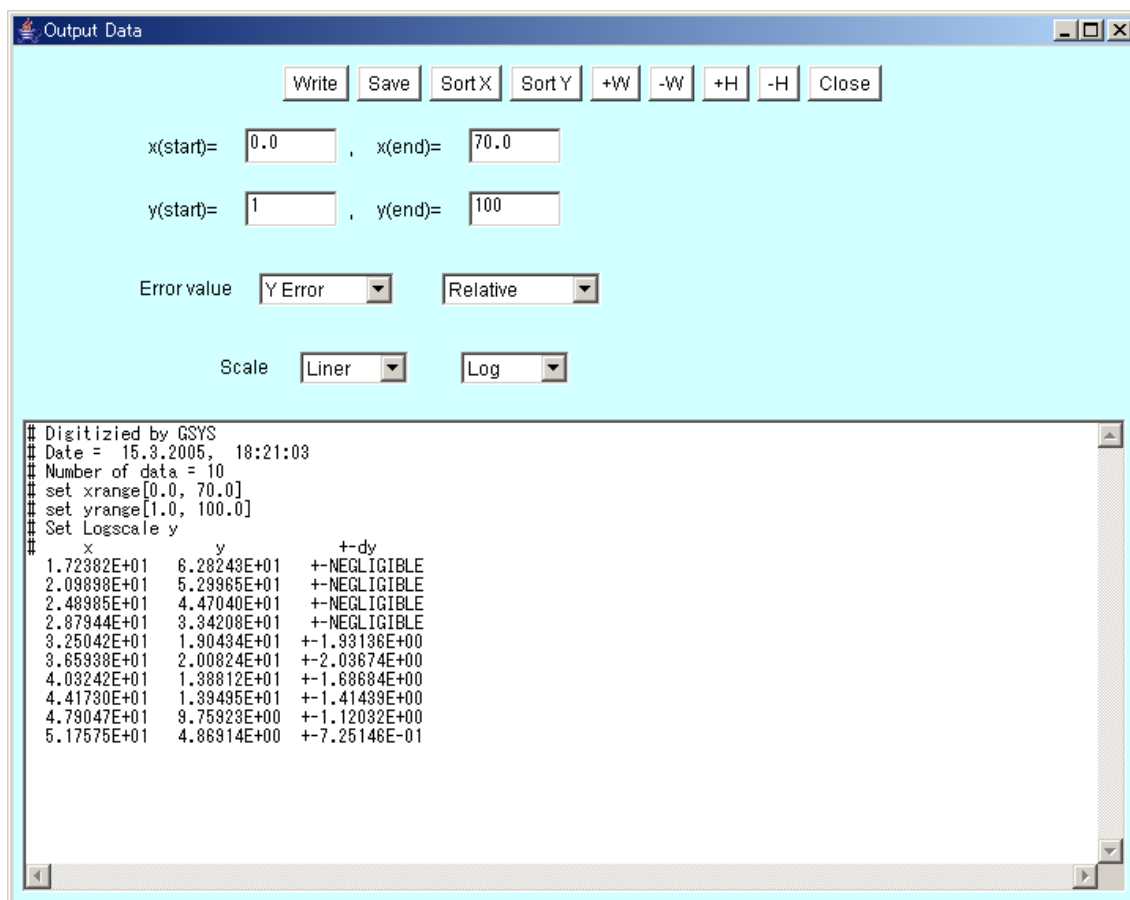 Output Data
Write Save Sort X Sort Y +W -W +H -H Close
x(start)= 0.0 , x(end)= 70.0
y(start)= 1 , y(end)= 100
Error value Y Error Relative
Scale Liner Log
# Digitizied by GSYS
# Date = 15.3.2005, 18:21:03
# Number of data = 10
# set xrange[0.0, 70.0]
# set yrange[1.0, 100.0]
# Set Logscale y
# x y +-dy
1.72382E+01 6.28243E+01 +-NEGLIGIBLE
2.09898E+01 5.29965E+01 +-NEGLIGIBLE
2.48985E+01 4.47040E+01 +-NEGLIGIBLE
2.87944E+01 3.34208E+01 +-NEGLIGIBLE
3.25042E+01 1.90434E+01 +-1.93136E+00
3.65938E+01 2.00824E+01 +-2.03674E+00
4.03242E+01 1.38812E+01 +-1.68684E+00
4.41730E+01 1.39495E+01 +-1.41439E+00
4.79047E+01 9.75923E+00 +-1.12032E+00
5.17575E+01 4.86914E+00 +-7.25146E-01